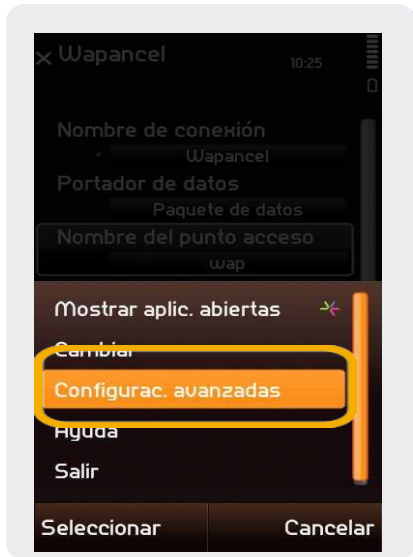 Wapancel
10:25
Nombre de conexión
Wapancel
Portador de datos
Paquete de datos
Nombre del punto acceso
wap
Mostrar aplic. abiertas
Cambiar
Configurac. avanzadas
Ayuda
Salir
Seleccionar Cancelar